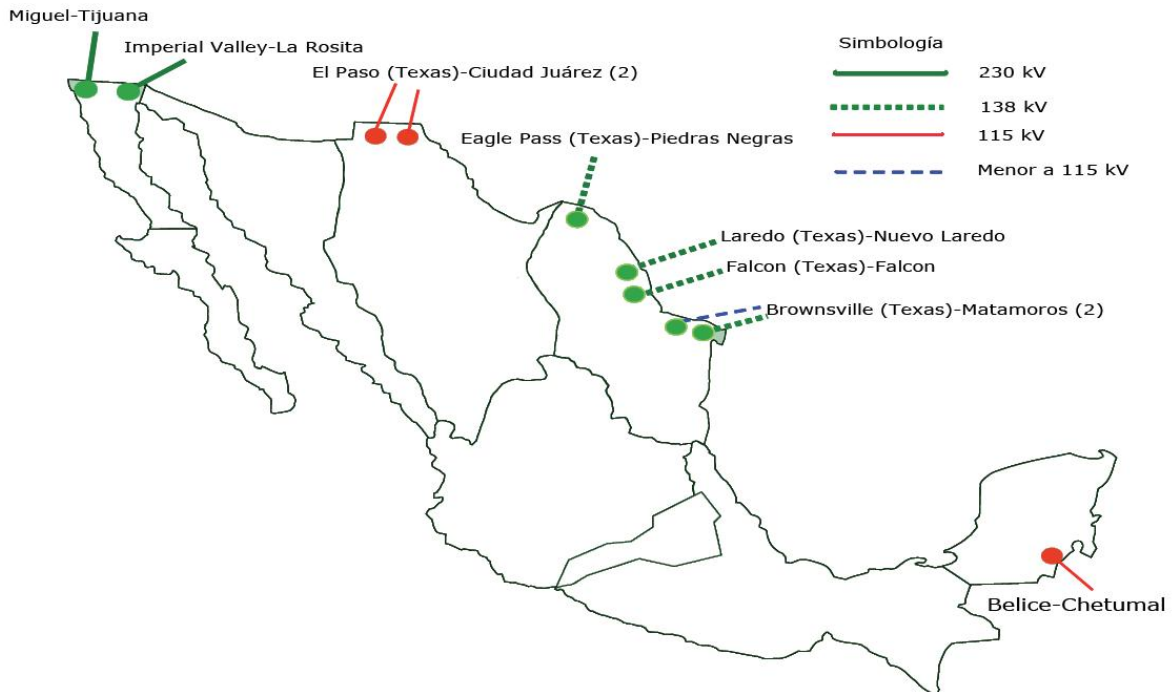 Miguel-Tijuana
Imperial Valley-La Rosita
El Paso (Texas)-Ciudad Juárez (2)
Eagle Pass (Texas)-Piedras Negras
Laredo (Texas)-Nuevo Laredo
Falcon (Texas)-Falcon
Brownsville (Texas)-Matamoros (2)
Belice-Chetumal
Simbología
230 kV
138 kV
115 kV
Menor a 115 kV